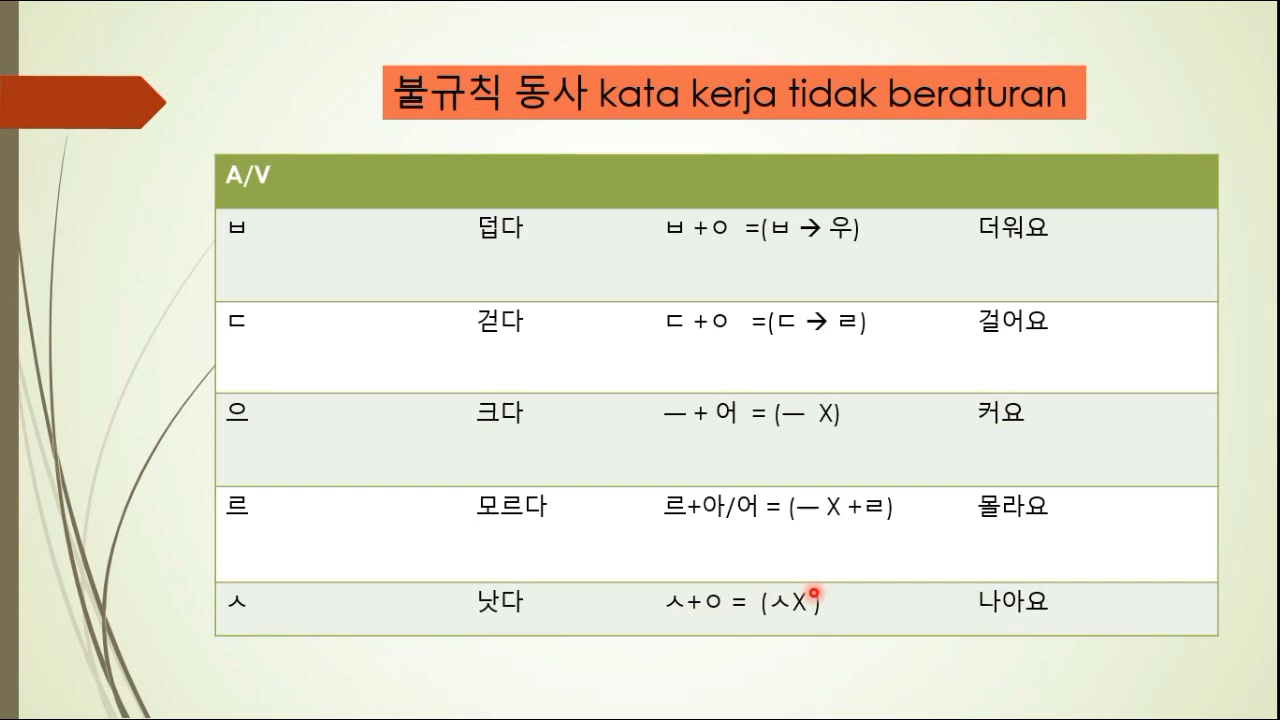 불규칙 동사 kata kerja tidak beraturan
A/V
ㅂ 덥다 ㅂ +ㅇ =(ㅂ → 우) 더워요
ㄷ 걷다 ㄷ +ㅇ =(ㄷ → ㄹ) 걸어요
으 크다 ㅡ + 어 = (ㅡ X) 커요
르 모르다 르+아/어 = (ㅡ X +ㄹ) 몰라요
ㅅ 낫다 ㅅ+ㅇ = (ㅅX ) 나아요